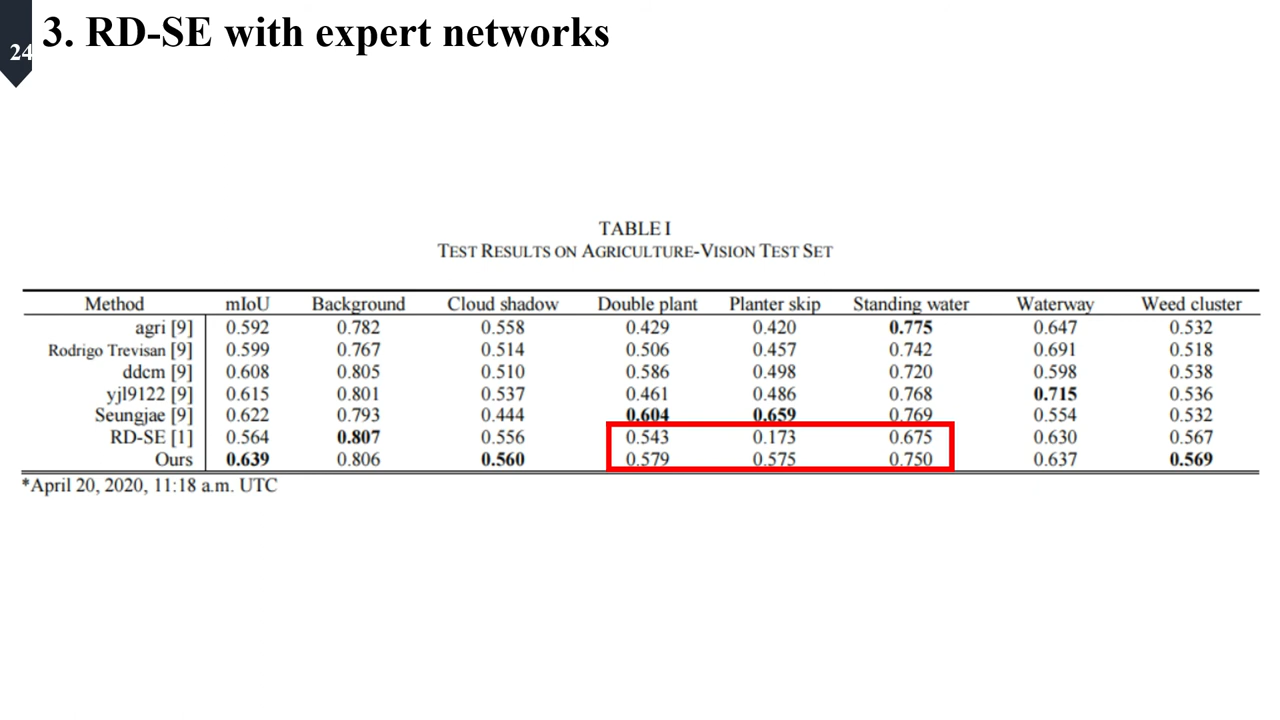 24
3. RD-SE with expert networks
TABLE I
TEST RESULTS ON AGRICULTURE-VISION TEST SET
Method mIoU Background Cloud shadow Double plant Planter skip Standing water Waterway Weed cluster
agri [9] 0.592 0.782 0.558 0.429 0.420 0.775 0.647 0.532
Rodrigo Trevisan [9] 0.599 0.767 0.514 0.506 0.457 0.742 0.691 0.518
ddcm [9] 0.608 0.805 0.510 0.586 0.498 0.720 0.598 0.538
yjl9122 [9] 0.615 0.801 0.537 0.461 0.486 0.768 0.715 0.536
Seungjae [9] 0.622 0.793 0.444 0.604 0.659 0.769 0.554 0.532
RD-SE [1] 0.564 0.807 0.556 0.543 0.173 0.675 0.630 0.567
Ours 0.639 0.806 0.560 0.579 0.575 0.750 0.637 0.569
*April 20, 2020, 11:18 a.m. UTC